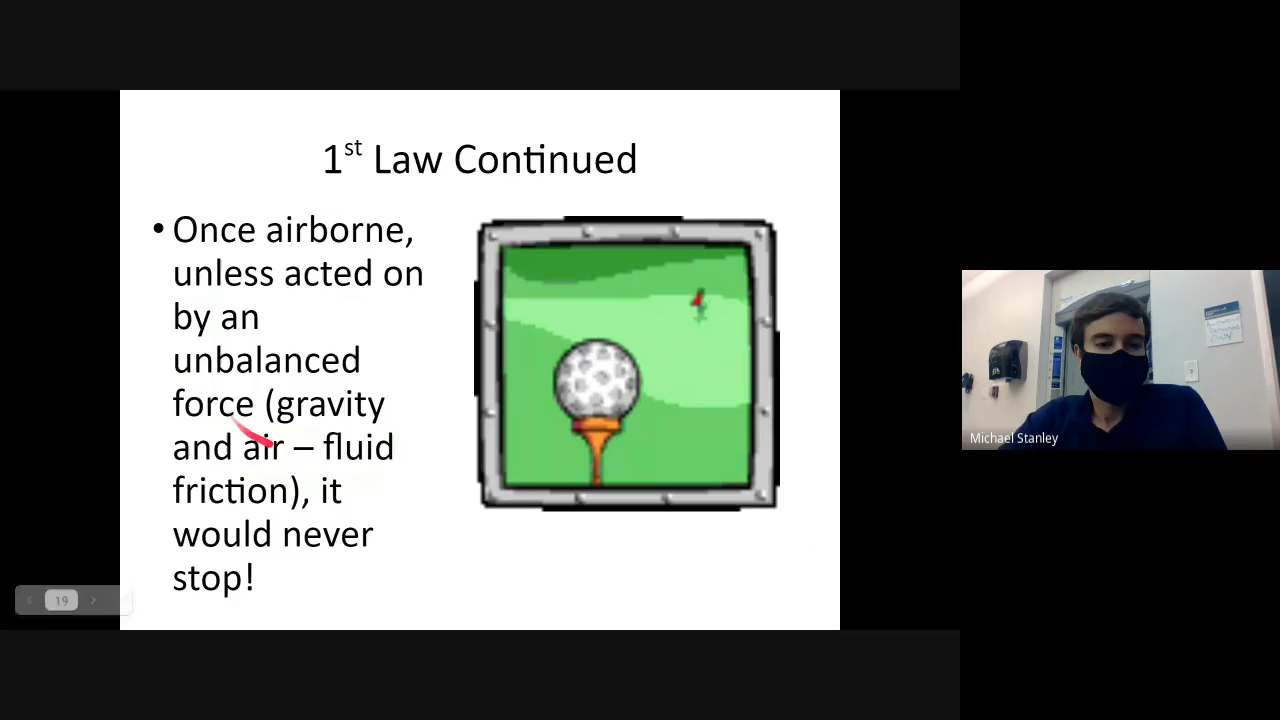 1st Law Continued
• Once airborne,
unless acted on
by an
unbalanced
force (gravity
and air – fluid
friction), it
would never
stop!
19
Michael Stanley